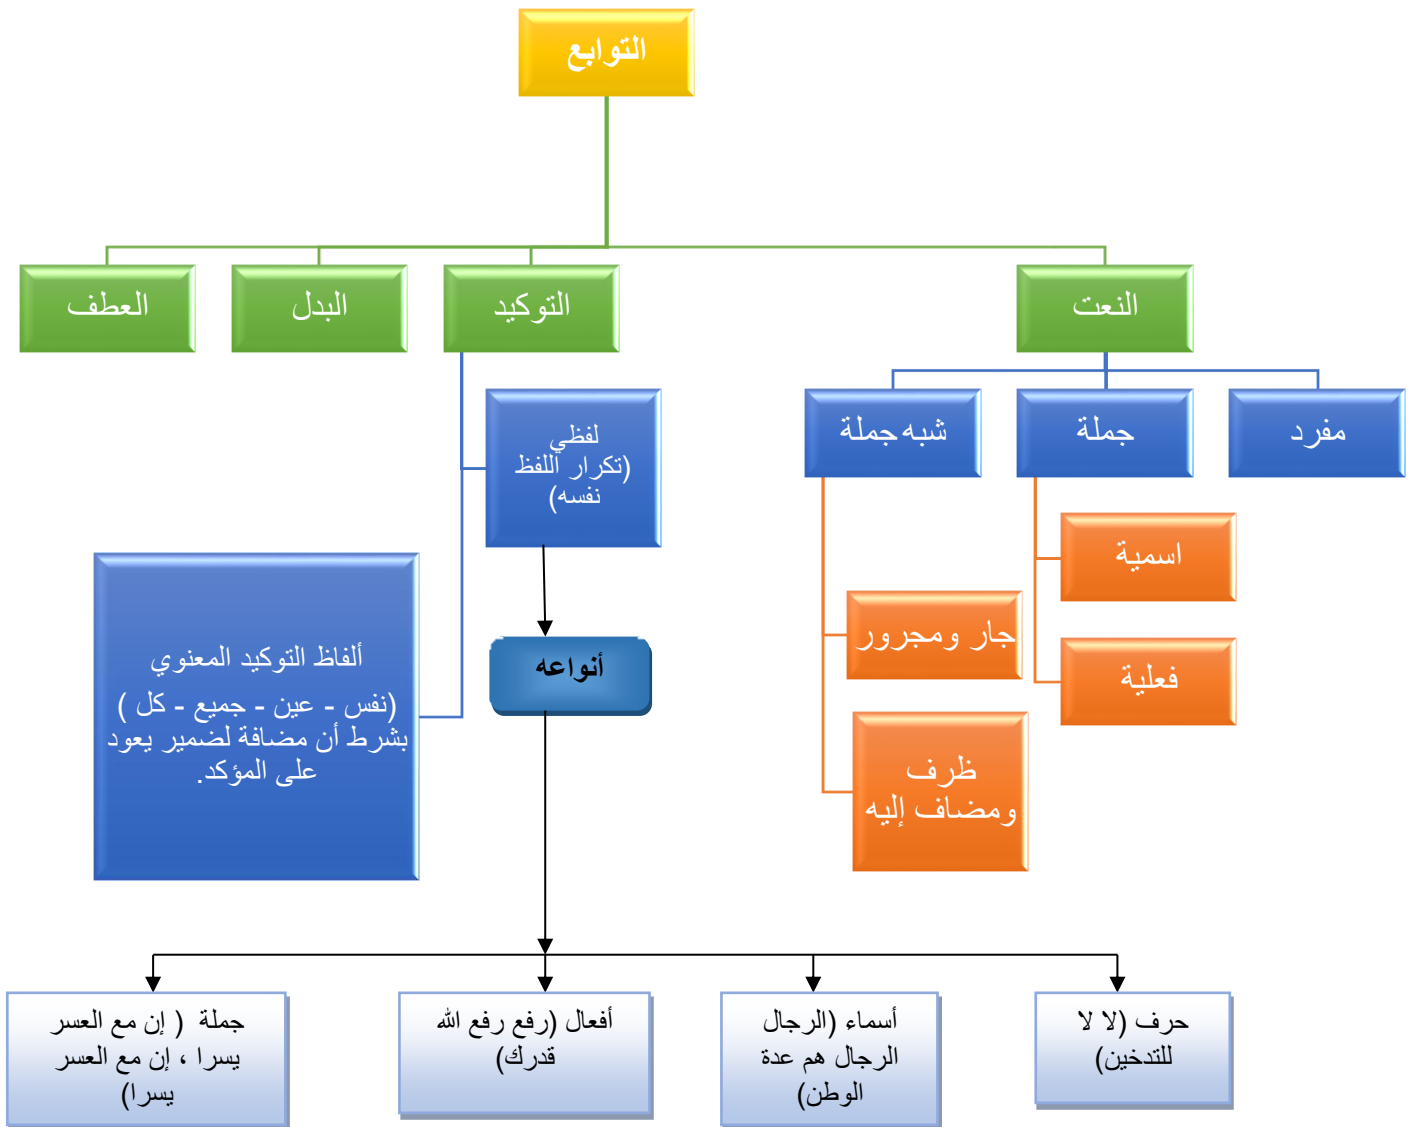 التوابع
النعت
التوكيد
البدل
العطف
مفرد
جملة
شبه جملة
اسمية
فعلية
جار ومجرور
ظرف
ومضاف إليه
لفظي
(تكرار اللفظ
نفسه)
ألفاظ التوكيد المعنوي
(نفس - عين - جميع - كل )
بشرط أن مضافة لضمير يعود
على المؤكد.
أنواعه
حرف (لا لا
للتدخين)
أسماء (الرجال
الرجال هم عدة
الوطن)
أفعال (رفع رفع الله
قدرك)
جملة ( إن مع العسر
يسرا ، إن مع العسر
يسرا)